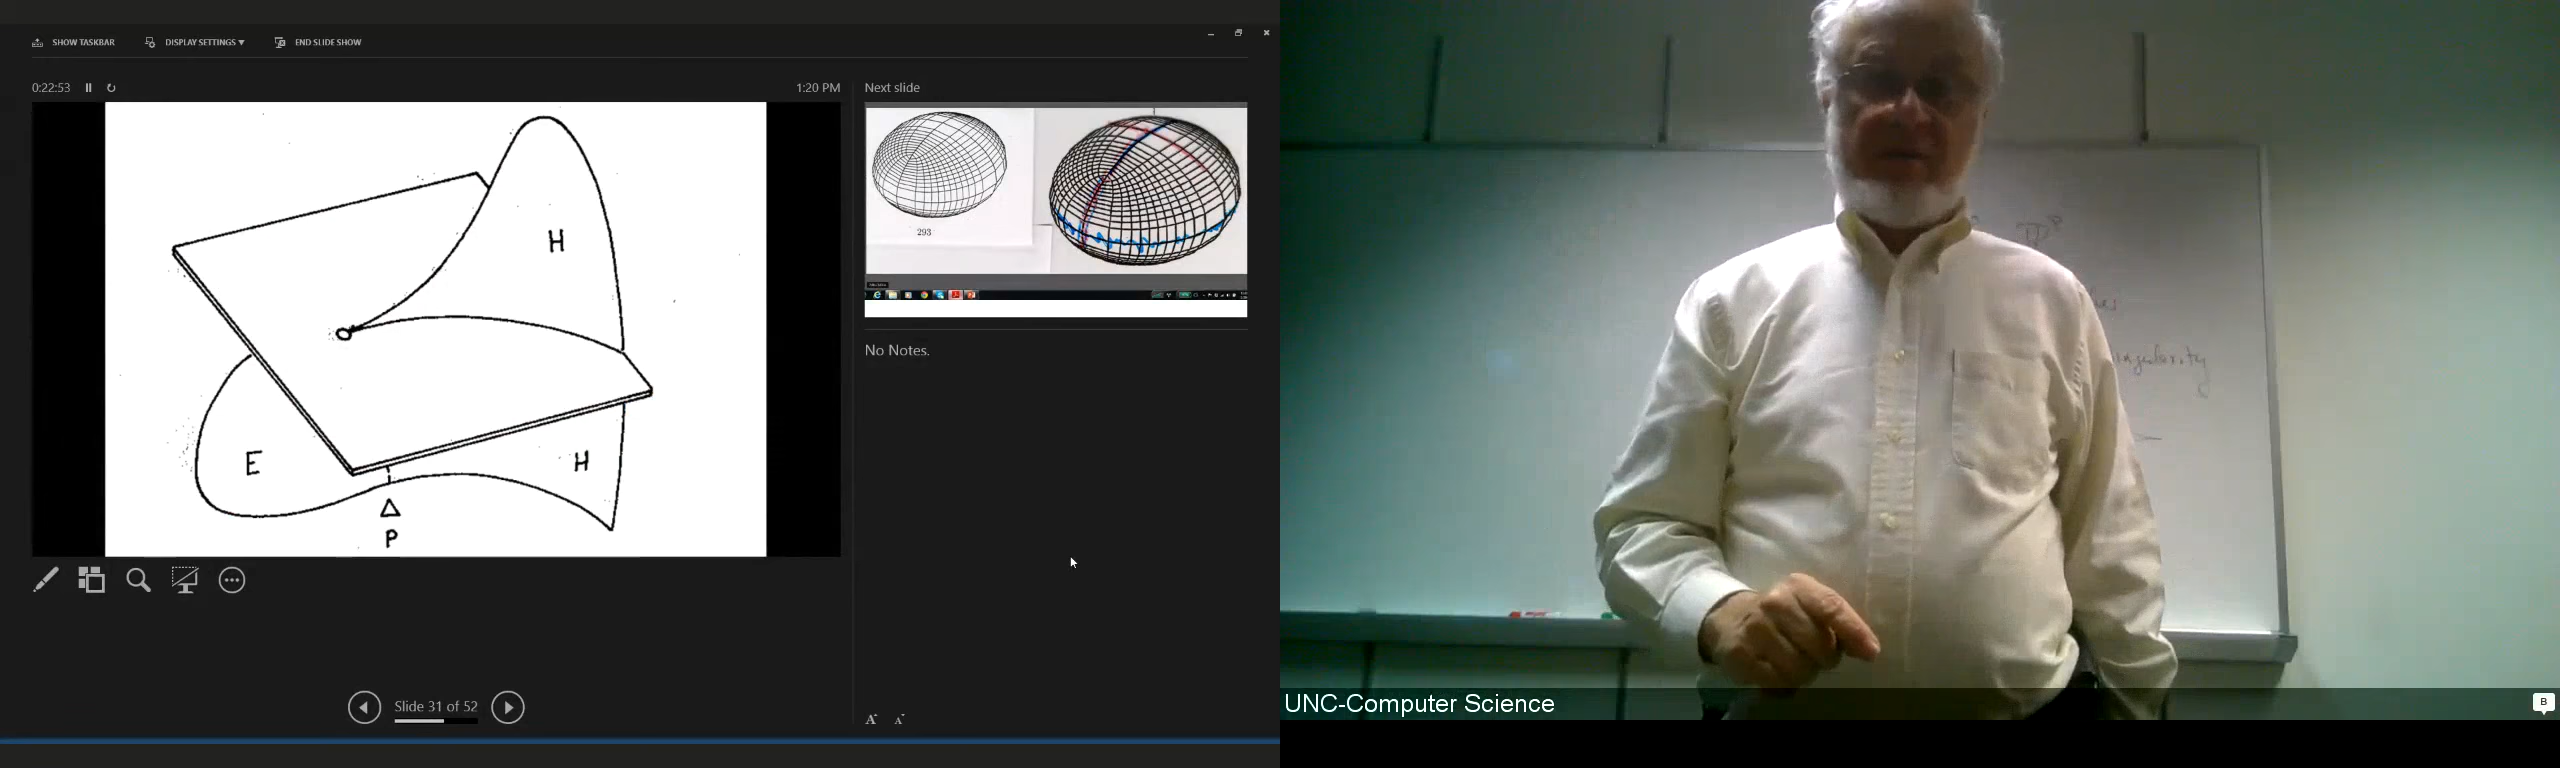 SHOW TASKBAR DISPLAY SETTINGS ▼ END SLIDE SHOW
0:22:53 1:20 PM
Next slide
H
E
H
Δ
P
293
No Notes.
Slide 31 of 52
A A
UNC-Computer Science
B